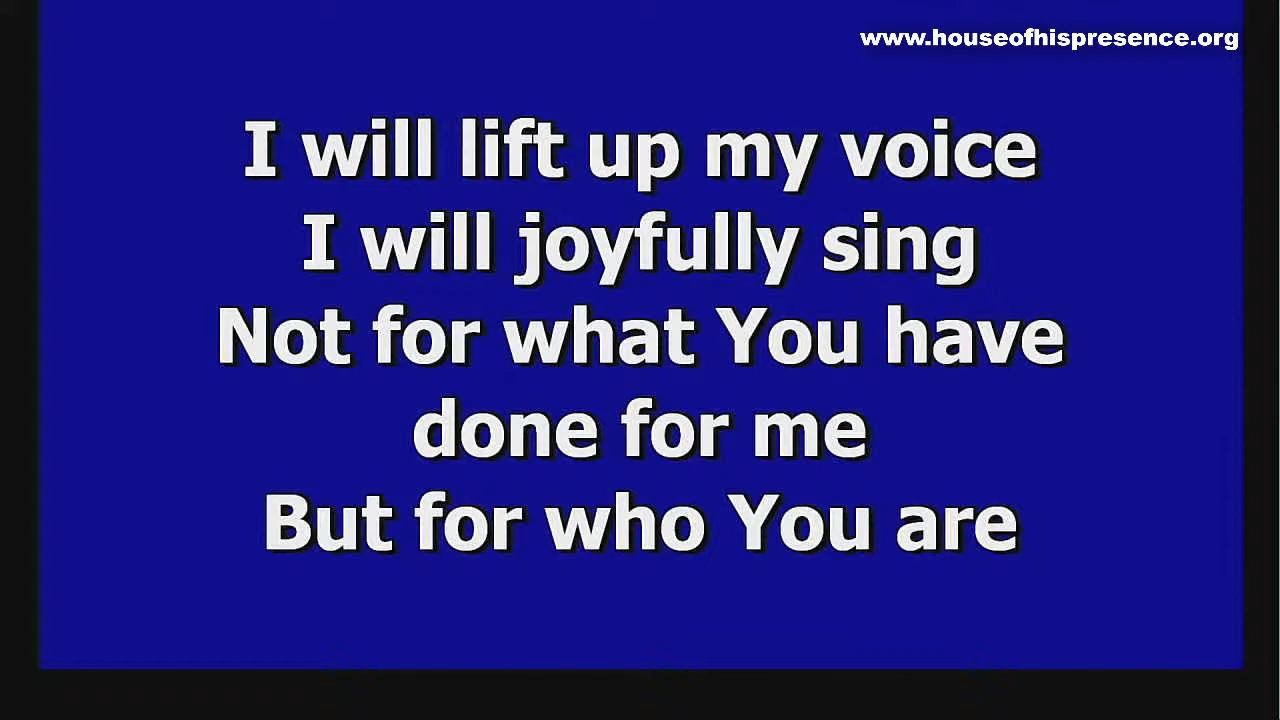 www.houseofhispresence.org
I will lift up my voice
I will joyfully sing
Not for what You have
done for me
But for who You are